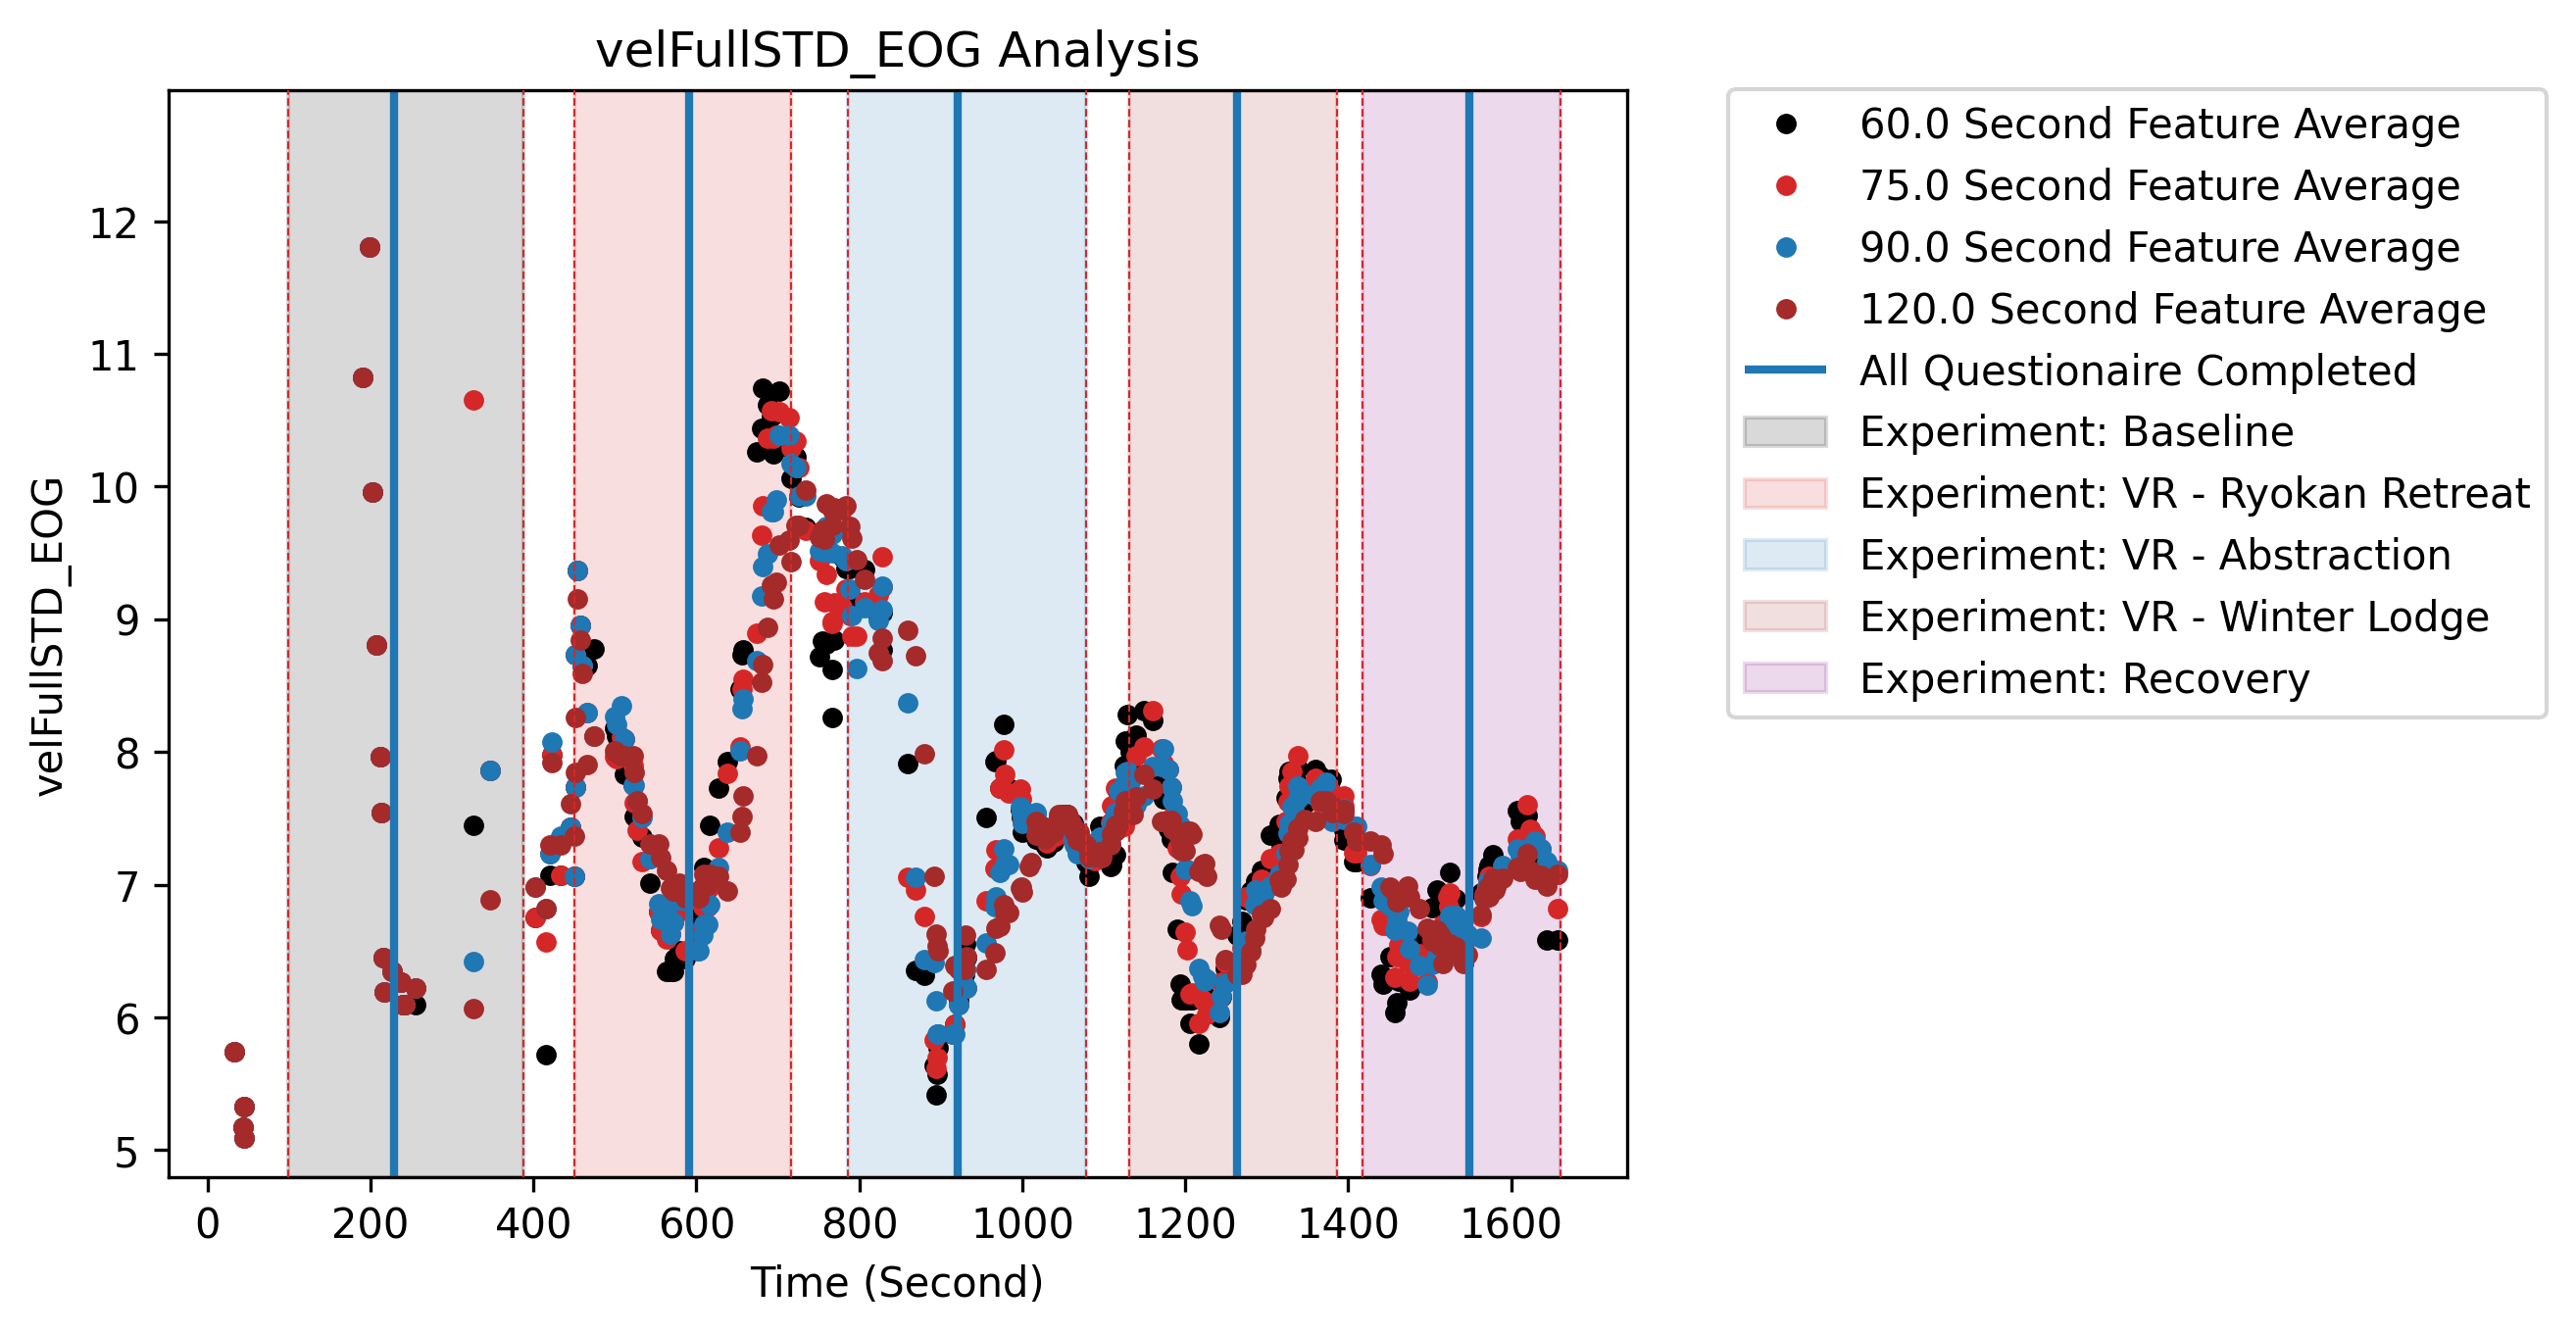 velFullSTD_EOG Analysis
velFullSTD_EOG
12
11
10
9
8
7
6
5
0 200 400 600 800 1000 1200 1400 1600
Time (Second)
60.0 Second Feature Average
75.0 Second Feature Average
90.0 Second Feature Average
120.0 Second Feature Average
All Questionaire Completed
Experiment: Baseline
Experiment: VR - Ryokan Retreat
Experiment: VR - Abstraction
Experiment: VR - Winter Lodge
Experiment: Recovery